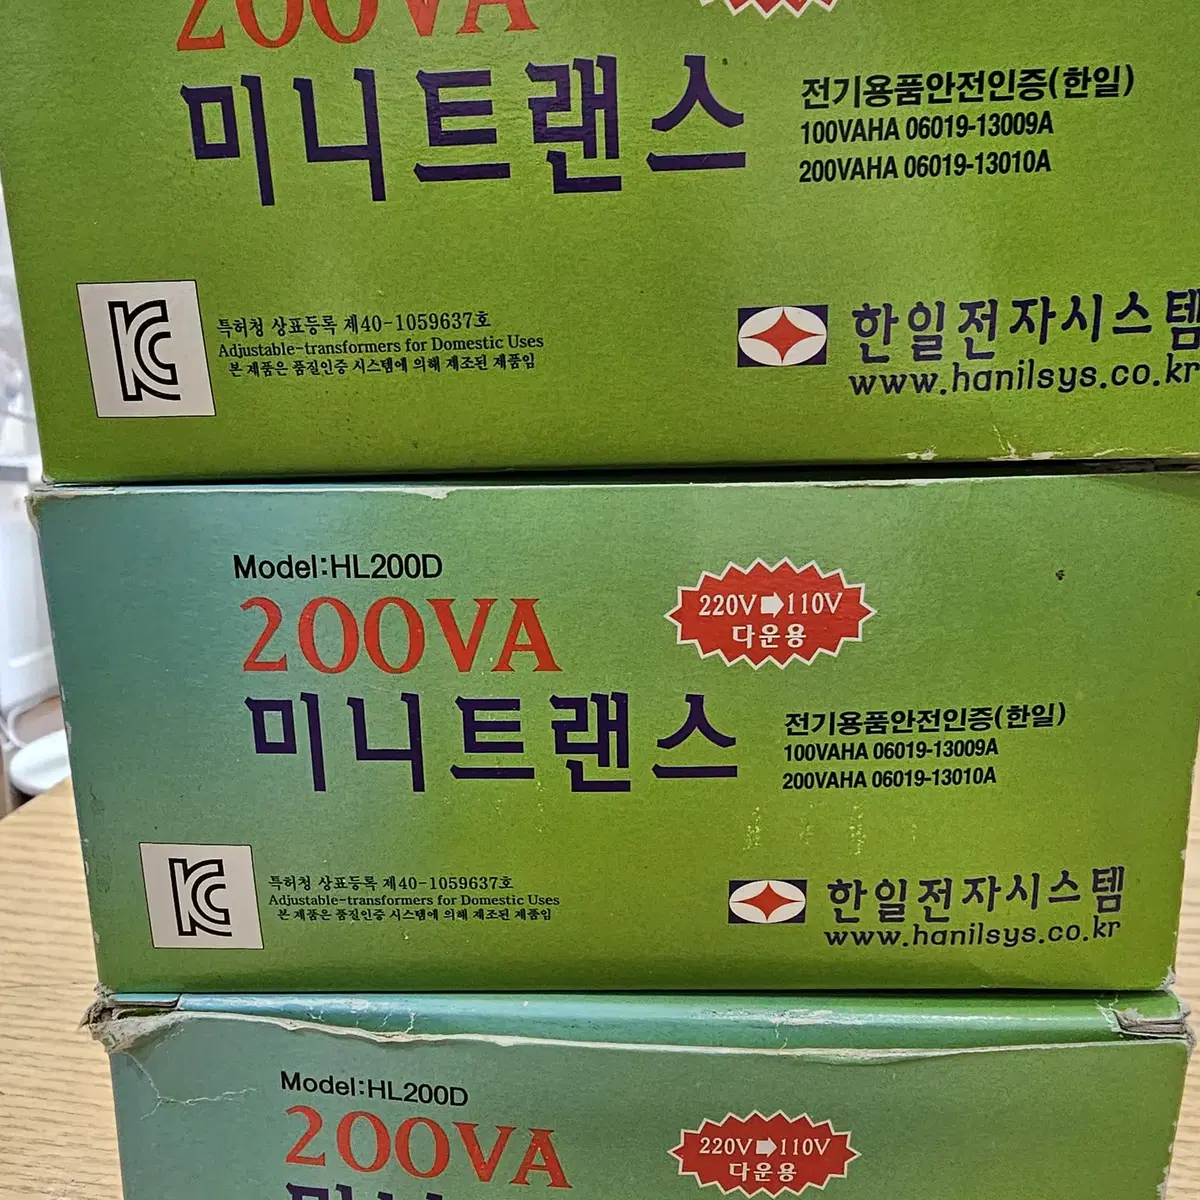 200VA
미니트랜스
전기용품안전인증(한일)
100VAHA 06019-13009A
200VAHA 06019-13010A
특허청 상표등록 제40-1059637호
Adjustable-transformers for Domestic Uses
본 제품은 품질인증 시스템에 의해 제조된 제품임
한일전자시스템
www.hanilsys.co.kr
Model:HL200D
200VA
220V 110V
다운용
미니트랜스
전기용품안전인증(한일)
100VAHA 06019-13009A
200VAHA 06019-13010A
특허청 상표등록 제40-1059637호
Adjustable-transformers for Domestic Uses
본 제품은 품질인증 시스템에 의해 제조된 제품임
한일전자시스템
www.hanilsys.co.kr
Model:HL200D
200VA
220V 110V
다운용